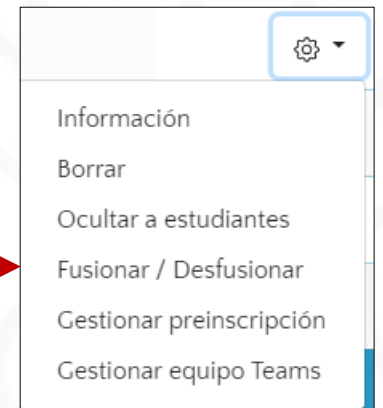 Información
Borrar
Ocultar a estudiantes
Fusionar / Desfusionar
Gestionar preinscripción
Gestionar equipo Teams